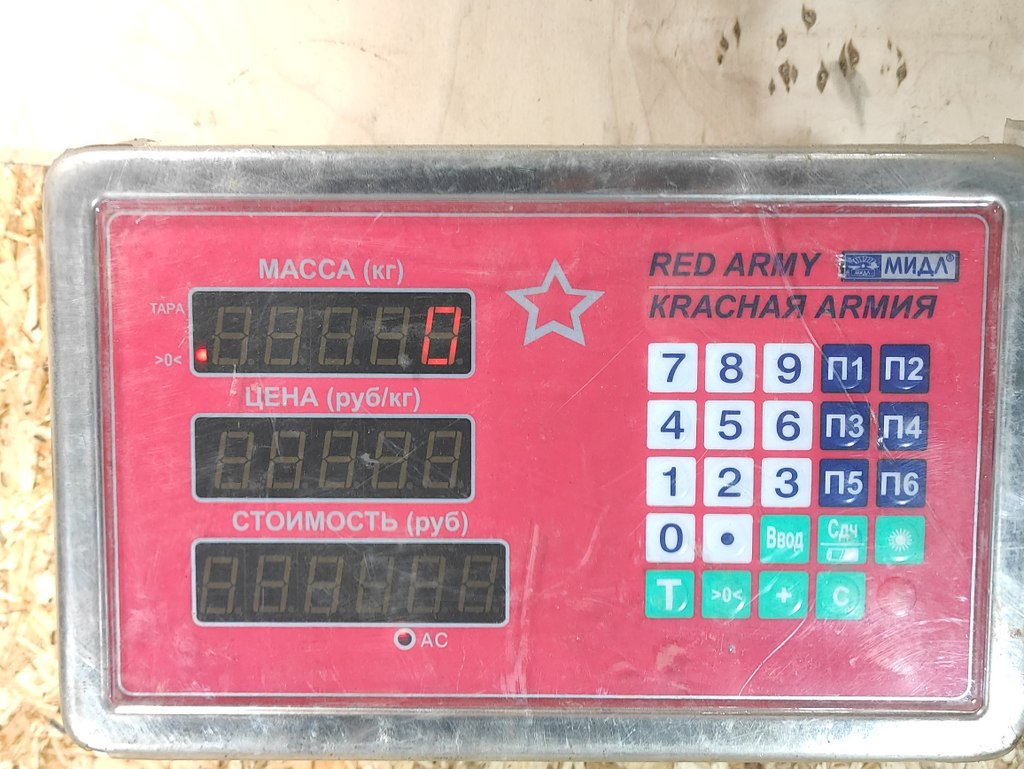 МАССА (кг)
ТАРА
>0<
0
ЦЕНА (руб/кг)
СТОИМОСТЬ (руб)
AC
RED ARMY МИДЛ®
КRАСНАЯ АRМИЯ
7 8 9 П1 П2
4 5 6 П3 П4
1 2 3 П5 П6
0 • Ввод Сдч
T >0< + C